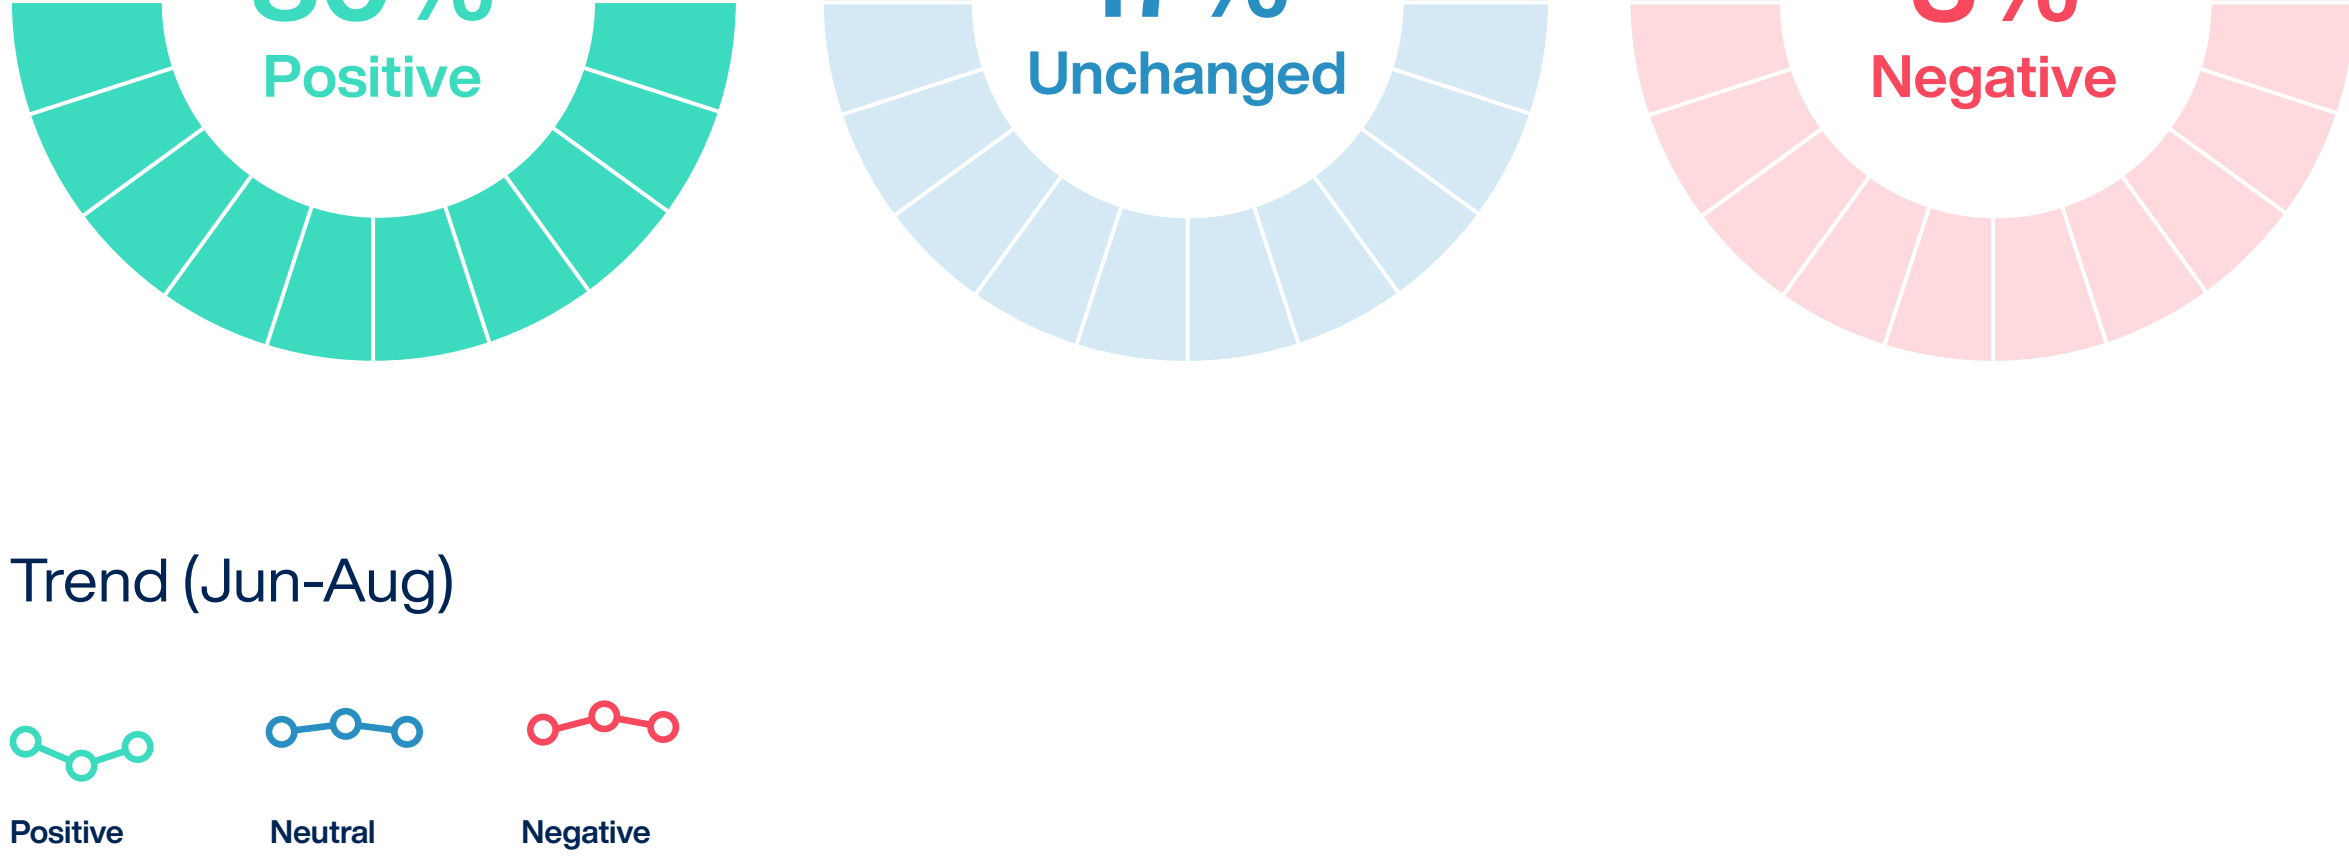 Positive
Unchanged
Negative
Trend (Jun-Aug)
Positive
Neutral
Negative